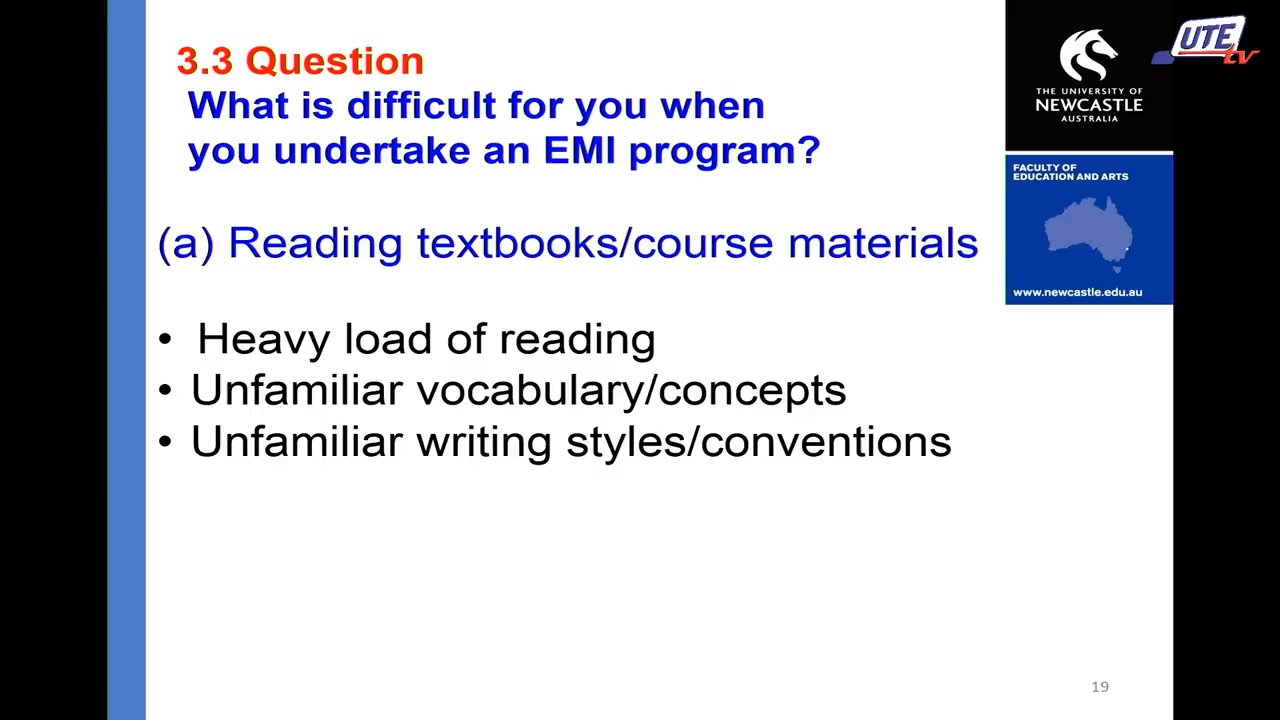 3.3 Question
What is difficult for you when
you undertake an EMI program?
(a) Reading textbooks/course materials
• Heavy load of reading
• Unfamiliar vocabulary/concepts
• Unfamiliar writing styles/conventions
THE UNIVERSITY OF
NEWCASTLE
AUSTRALIA
FACULTY OF
EDUCATION AND ARTS
www.newcastle.edu.au
UTE
TV
19